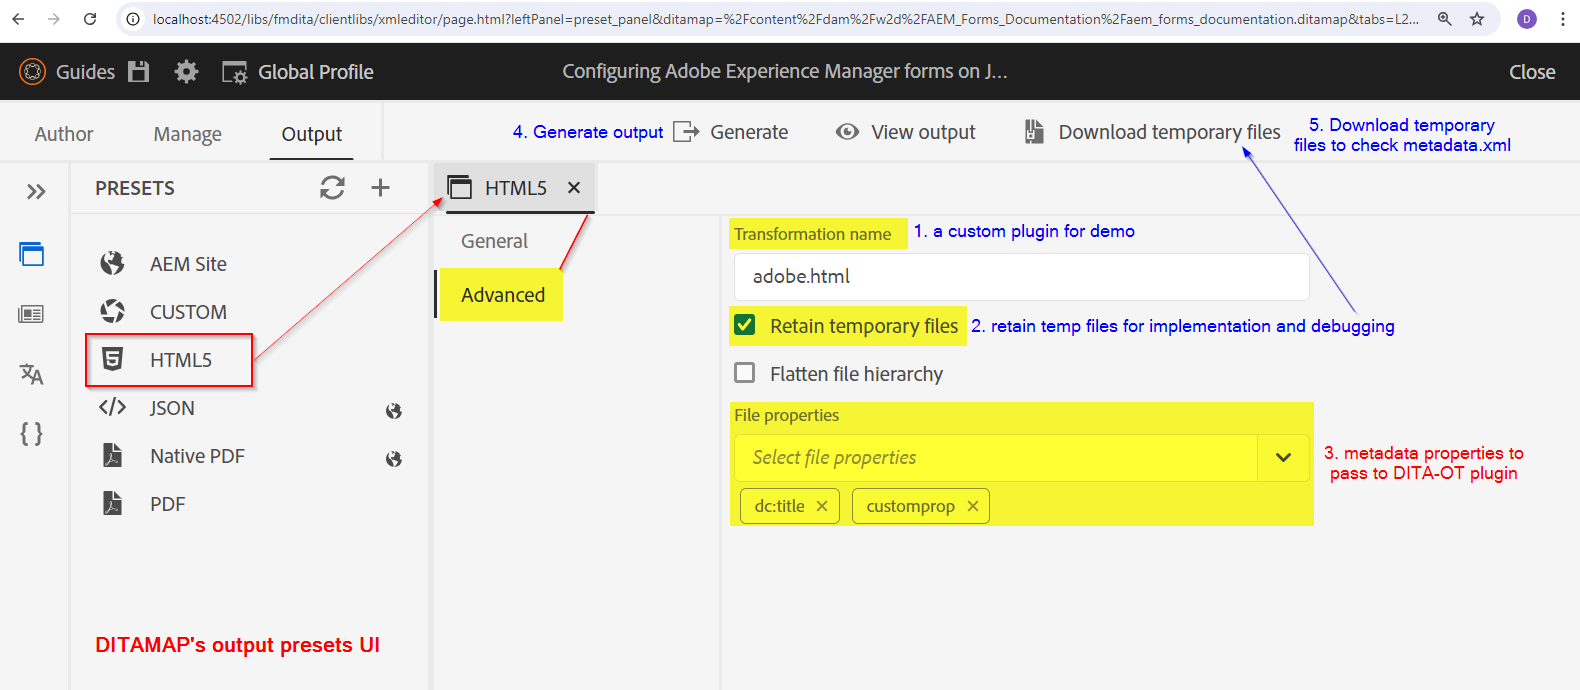 localhost:4502/libs/fmdita/clientlibs/xmleditor/page.html?leftPanel=preset_panel&ditamap=%2Fcontent%2Fdam%2Fw2d%2FAEM_Forms_Documentation%2Faem_forms_documentation.ditamap&tabs=L2...
D
Guides
Global Profile
Configuring Adobe Experience Manager forms on J...
Close
Author
Manage
Output
4. Generate output
Generate
View output
Download temporary files
5. Download temporary
files to check metadata.xml
PRESETS
HTML5
AEM Site
CUSTOM
HTML5
JSON
Native PDF
PDF
General
Advanced
Transformation name
1. a custom plugin for demo
adobe.html
Retain temporary files
2. retain temp files for implementation and debugging
Flatten file hierarchy
File properties
Select file properties
dc:title
customprop
3. metadata properties to
pass to DITA-OT plugin
DITAMAP's output presets UI